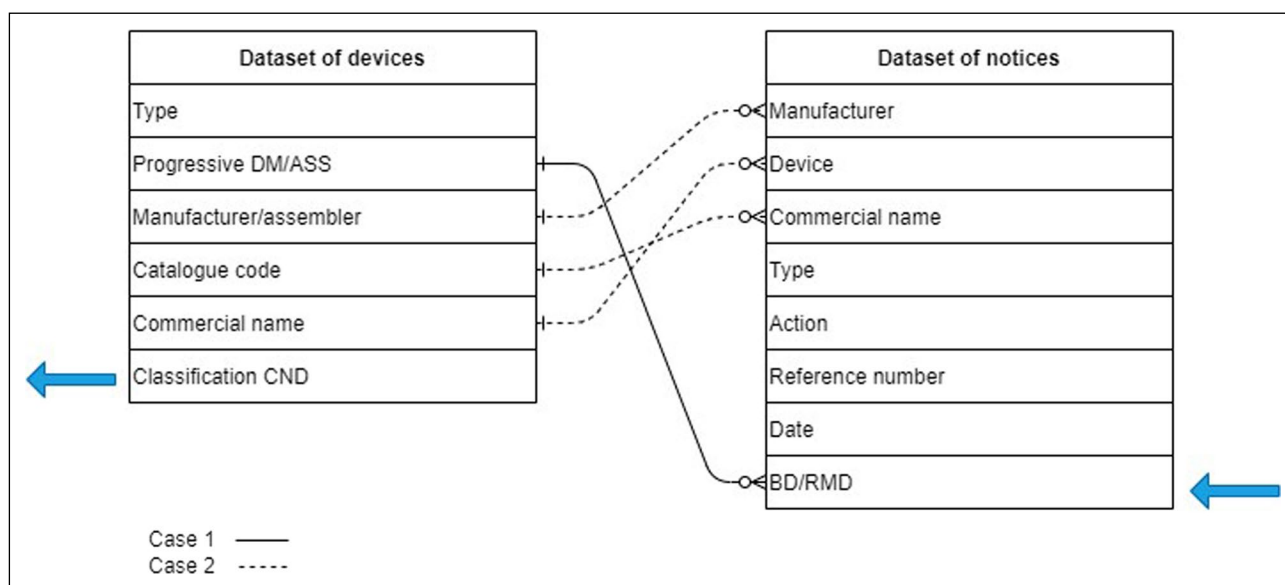 Dataset of devices
Type
Progressive DM/ASS
Manufacturer/assembler
Catalogue code
Commercial name
Classification CND
Dataset of notices
Manufacturer
Device
Commercial name
Type
Action
Reference number
Date
BD/RMD
Case 1
Case 2